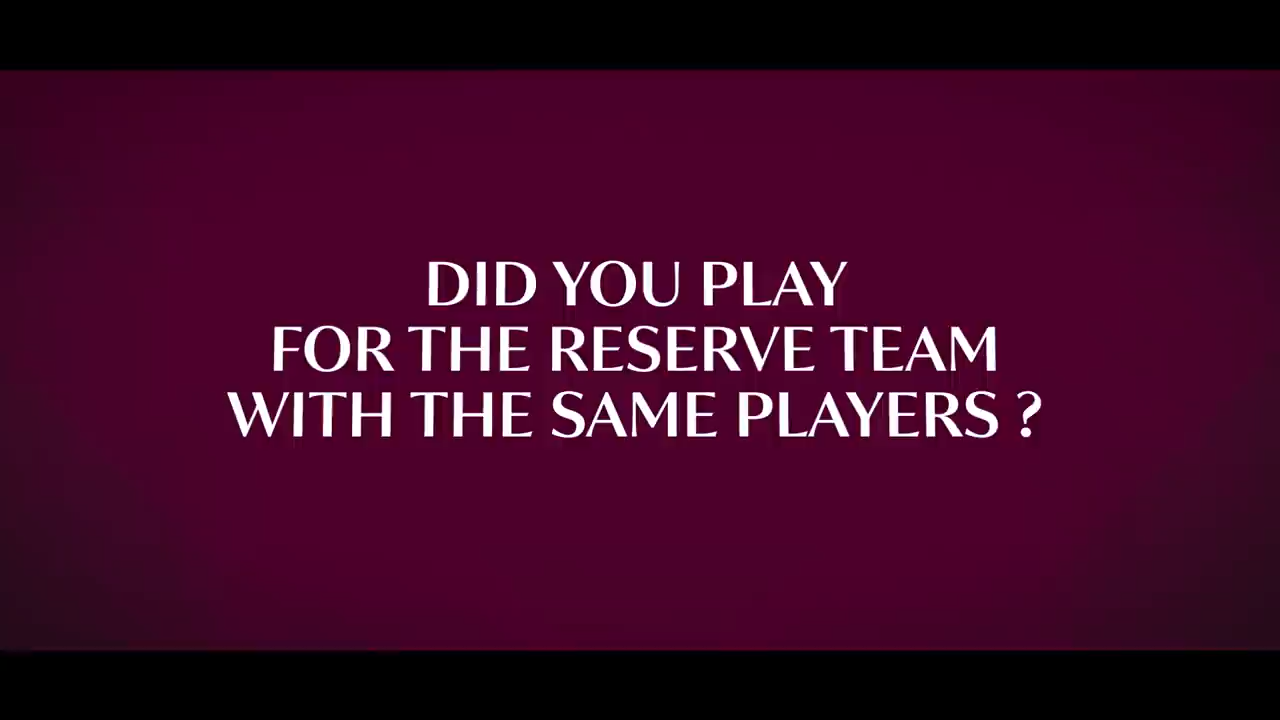 DID YOU PLAY
FOR THE RESERVE TEAM
WITH THE SAME PLAYERS ?